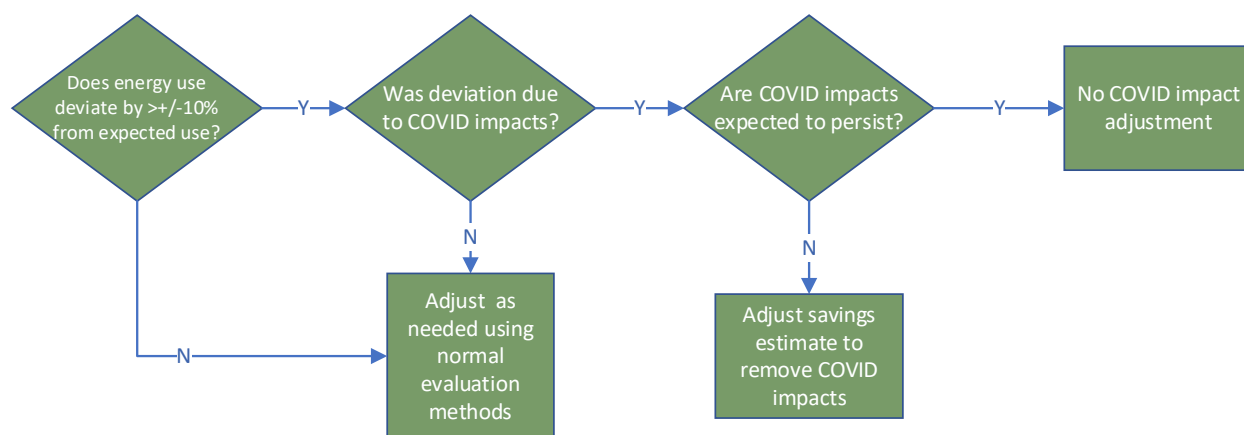 Does energy use
deviate by >+/-10%
from expected use?
Y
Was deviation due
to COVID impacts?
Y
Are COVID impacts
expected to persist?
Y
No COVID impact
adjustment
N
N
Adjust as
needed using
normal
evaluation
methods
N
Adjust savings
estimate to
remove COVID
impacts